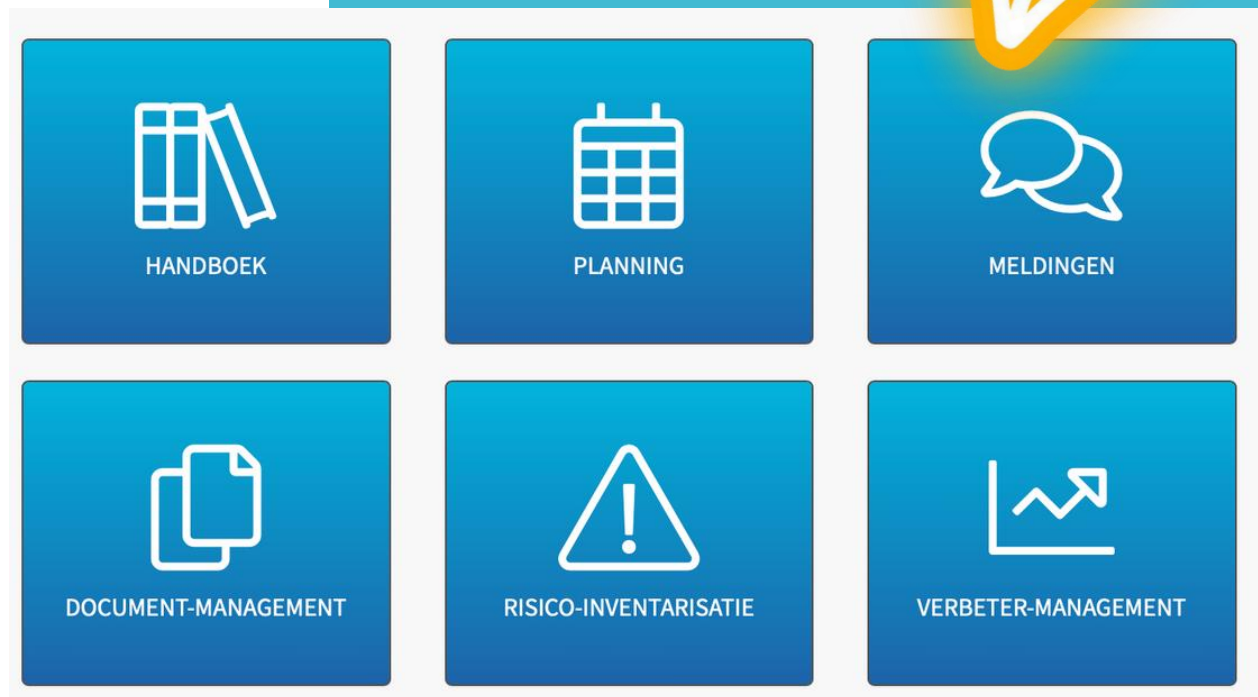 HANDBOEK
PLANNING
MELDINGEN
DOCUMENT-MANAGEMENT
RISICO-INVENTARISATIE
VERBETER-MANAGEMENT